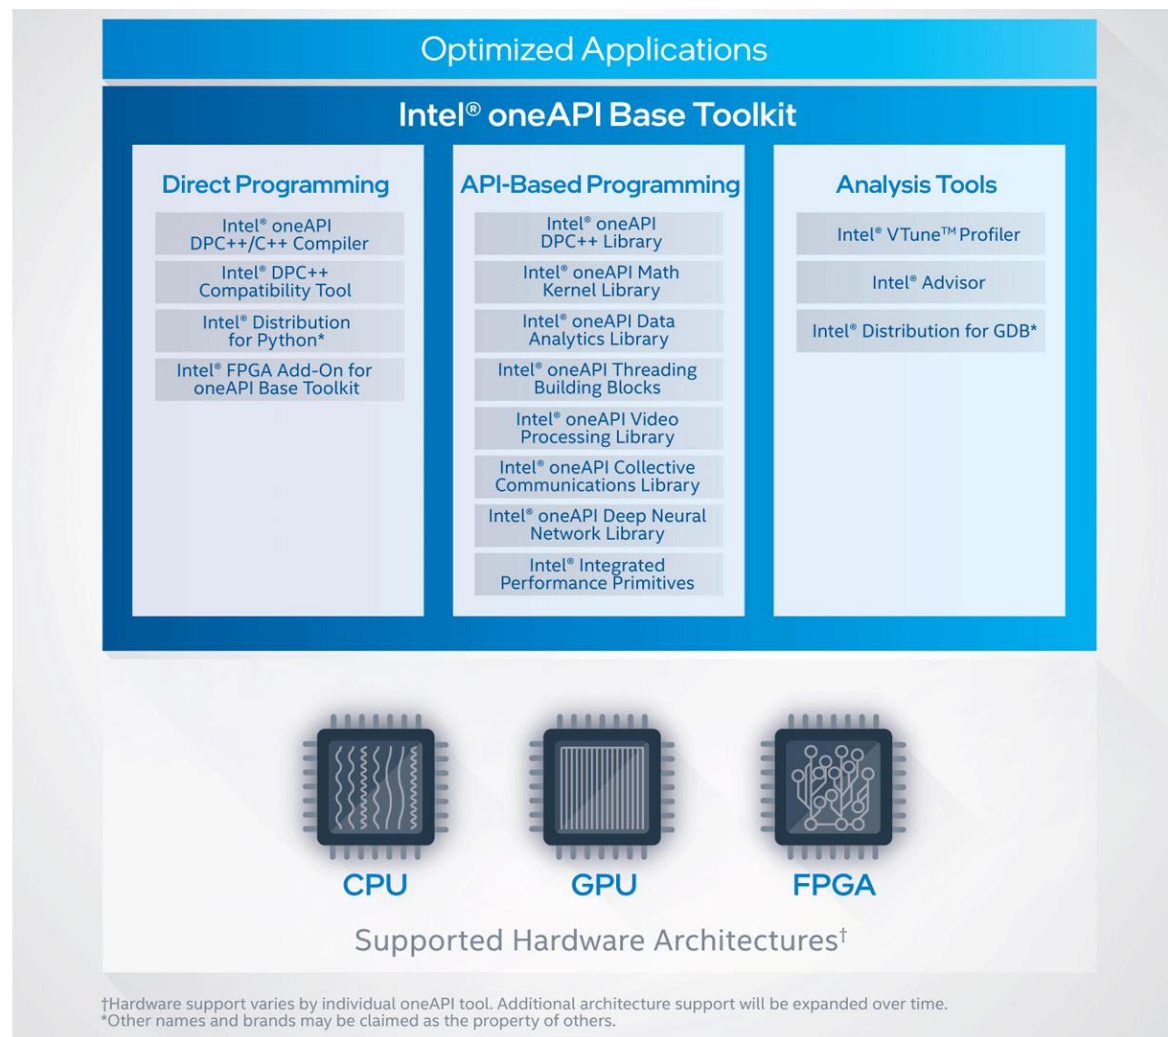 Optimized Applications
Intel® oneAPI Base Toolkit
Direct Programming
Intel® oneAPI
DPC++/C++ Compiler
Intel® DPC++
Compatibility Tool
Intel® Distribution
for Python*
Intel® FPGA Add-On for
oneAPI Base Toolkit
API-Based Programming
Intel® oneAPI
DPC++ Library
Intel® oneAPI Math
Kernel Library
Intel® oneAPI Data
Analytics Library
Intel® oneAPI Threading
Building Blocks
Intel® oneAPI Video
Processing Library
Intel® oneAPI Collective
Communications Library
Intel® oneAPI Deep Neural
Network Library
Intel® Integrated
Performance Primitives
Analysis Tools
Intel® VTune™ Profiler
Intel® Advisor
Intel® Distribution for GDB*
CPU
GPU
FPGA
Supported Hardware Architectures†
†Hardware support varies by individual oneAPI tool. Additional architecture support will be expanded over time.
*Other names and brands may be claimed as the property of others.